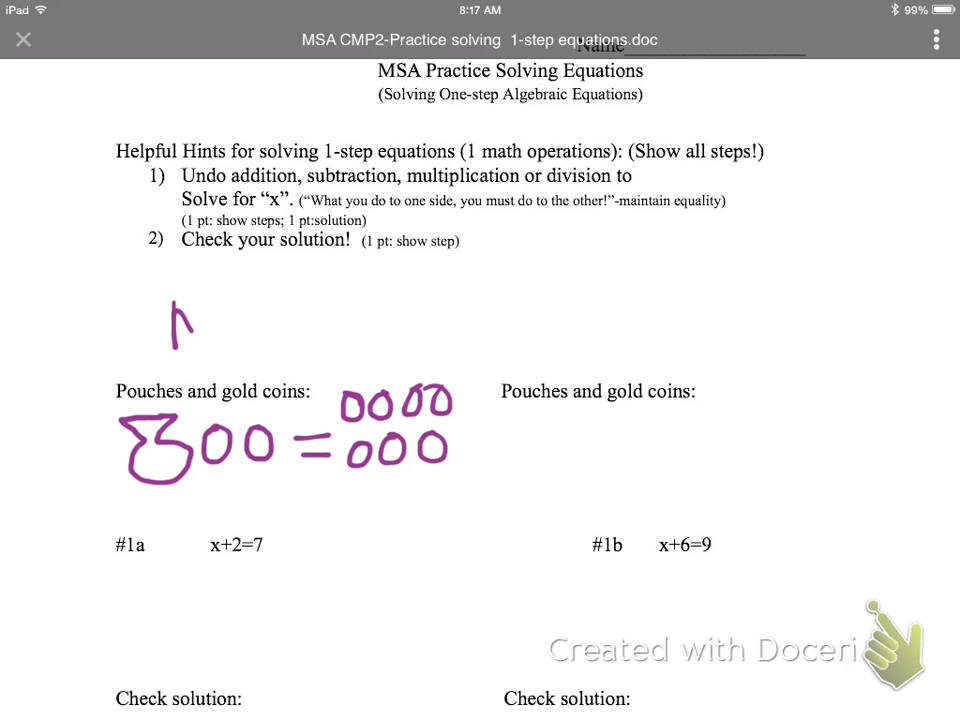 iPad 8:17 AM 99%
MSA CMP2-Practice solving 1-step equations.doc
Name
MSA Practice Solving Equations
(Solving One-step Algebraic Equations)
Helpful Hints for solving 1-step equations (1 math operations): (Show all steps!)
1) Undo addition, subtraction, multiplication or division to
Solve for “x”. (“What you do to one side, you must do to the other!”-maintain equality)
(1 pt: show steps; 1 pt:solution)
2) Check your solution! (1 pt: show step)
Pouches and gold coins: Pouches and gold coins:
=
#1a x+2=7 #1b x+6=9
Created with Doceri
Check solution: Check solution: